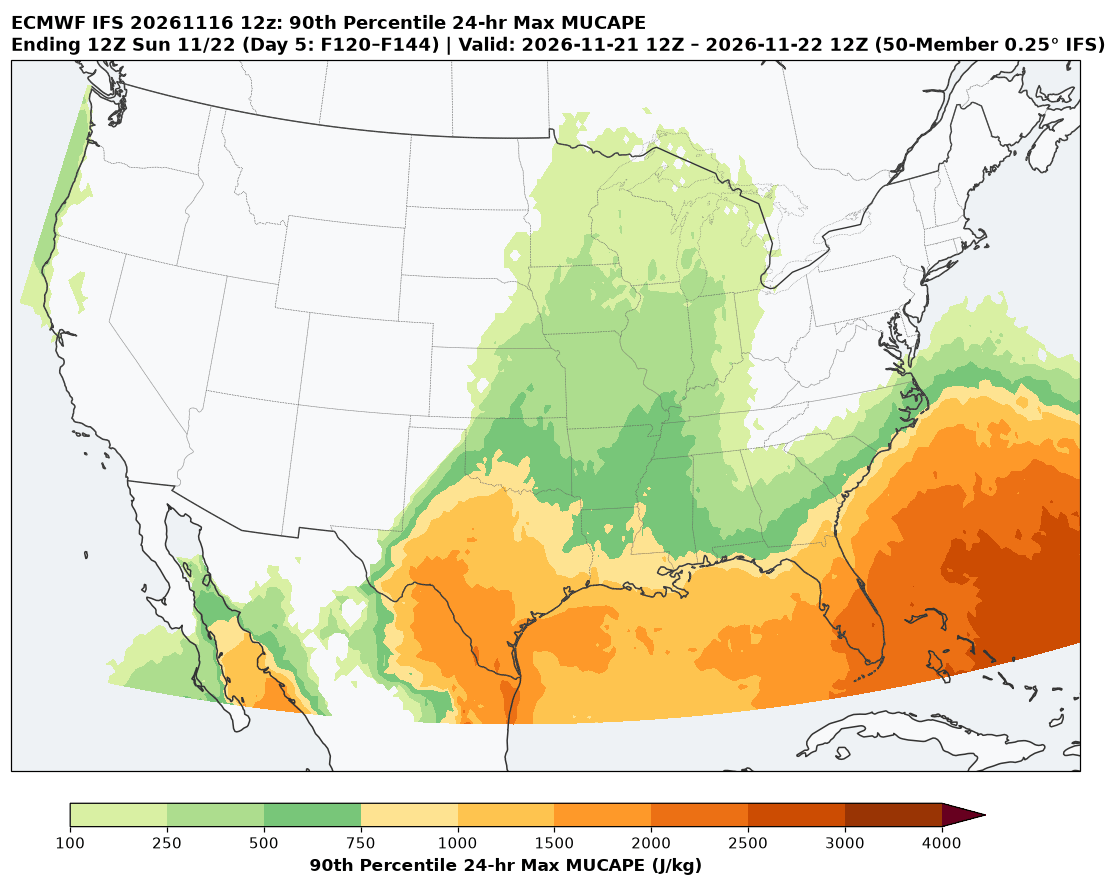 ECMWF IFS 20261116 12z: 90th Percentile 24-hr Max MUCAPE
Ending 12Z Sun 11/22 (Day 5: F120–F144) | Valid: 2026-11-21 12Z – 2026-11-22 12Z (50-Member 0.25° IFS)
100 250 500 750 1000 1500 2000 2500 3000 4000
90th Percentile 24-hr Max MUCAPE (J/kg)